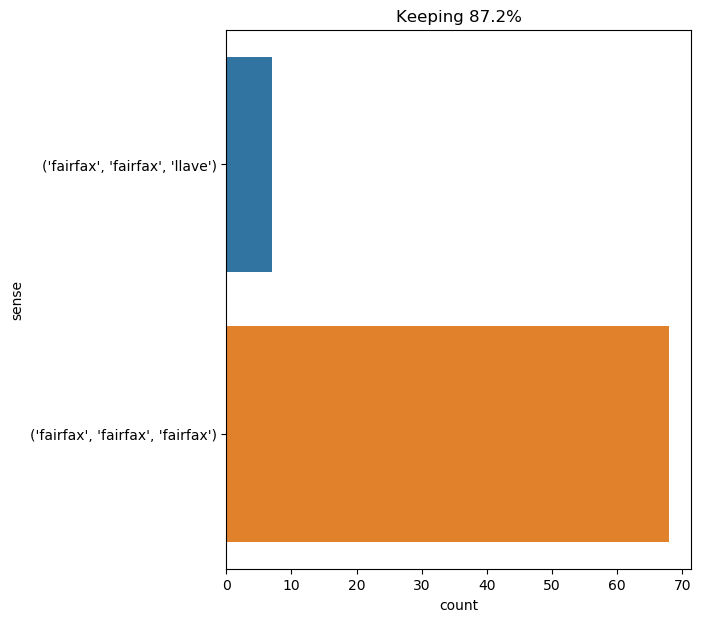 Keeping 87.2%
('fairfax', 'fairfax', 'llave')
sense
('fairfax', 'fairfax', 'fairfax')
0 10 20 30 40 50 60 70
count